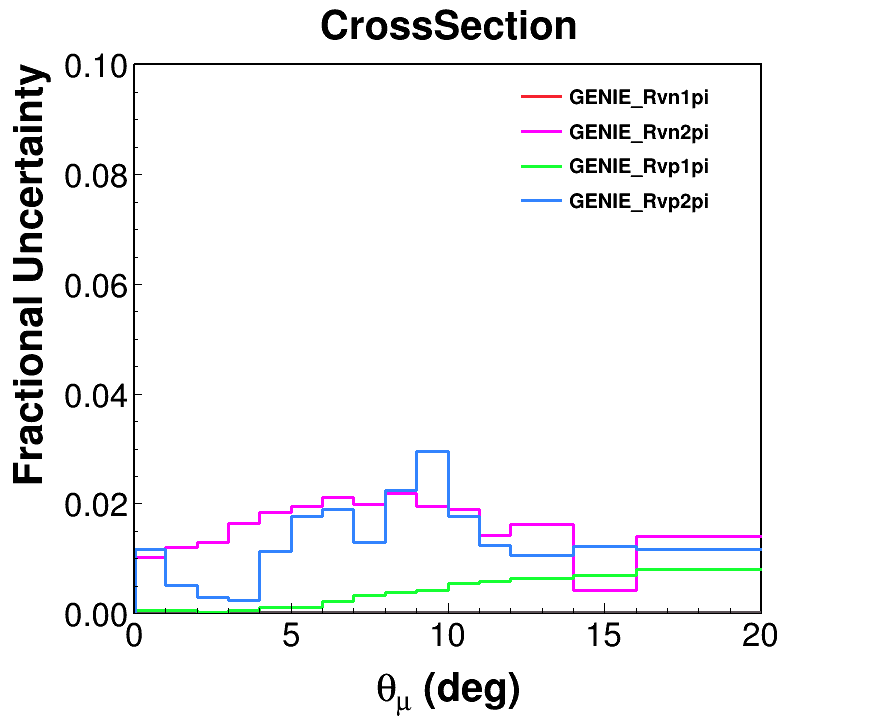 CrossSection
Fractional Uncertainty
0.10
0.08
0.06
0.04
0.02
0.00
GENIE_Rvn1pi
GENIE_Rvn2pi
GENIE_Rvp1pi
GENIE_Rvp2pi
0 5 10 15 20
θμ (deg)